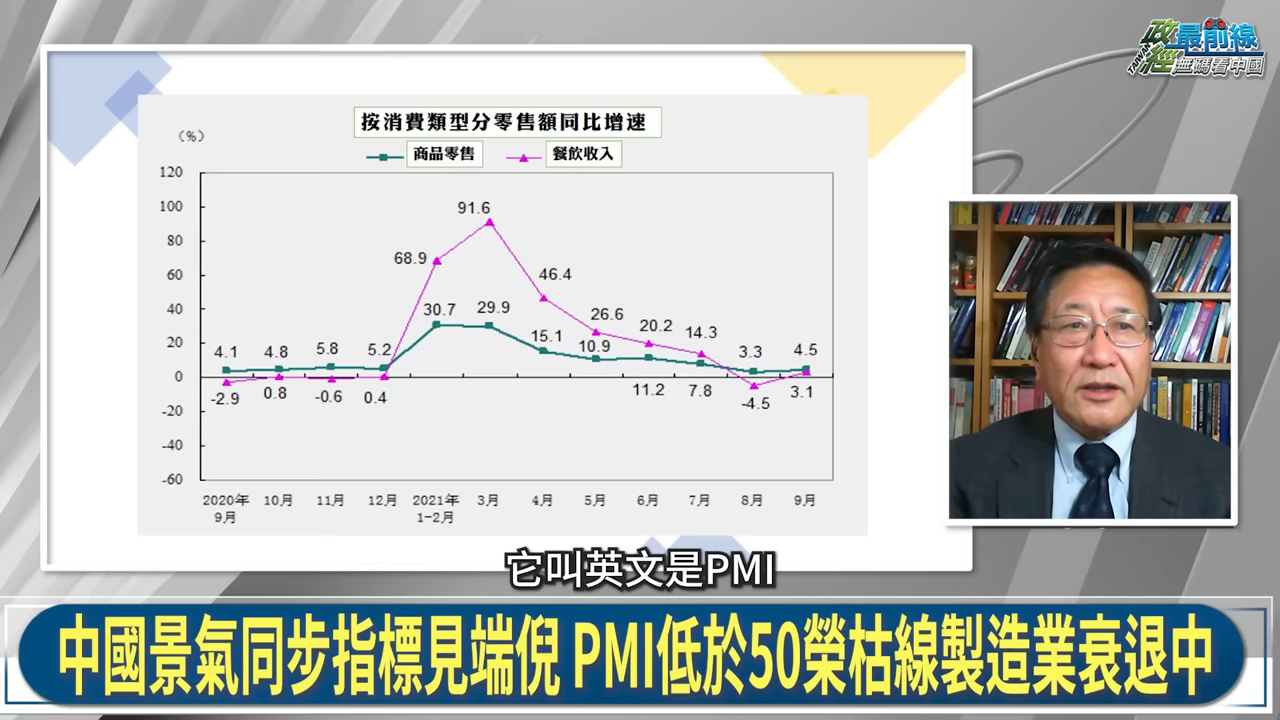 政經最前線
無碼看中國
按消費類型分零售額同比增速
(%)
商品零售 餐飲收入
120
100
80
60
40
20
0
-20
-40
-60
4.1 4.8 5.8 5.2 30.7 29.9 15.1 10.9 11.2 7.8 3.3 4.5
-2.9 0.8 -0.6 0.4 68.9 91.6 46.4 26.6 20.2 14.3 -4.5 3.1
2020年 10月 11月 12月 2021年 3月 4月 5月 6月 7月 8月 9月
9月 1-2月
它叫英文是PMI
中國景氣同步指標見端倪 PMI低於50榮枯線製造業衰退中